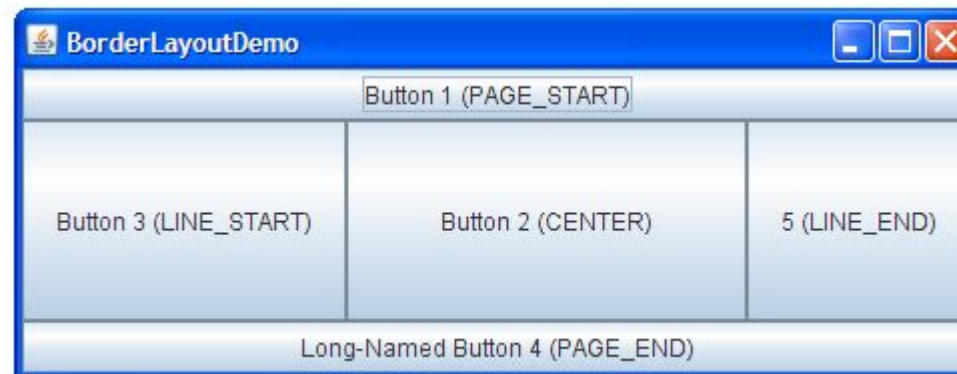 BorderLayoutDemo
Button 1 (PAGE_START)
Button 3 (LINE_START)
Button 2 (CENTER)
5 (LINE_END)
Long-Named Button 4 (PAGE_END)